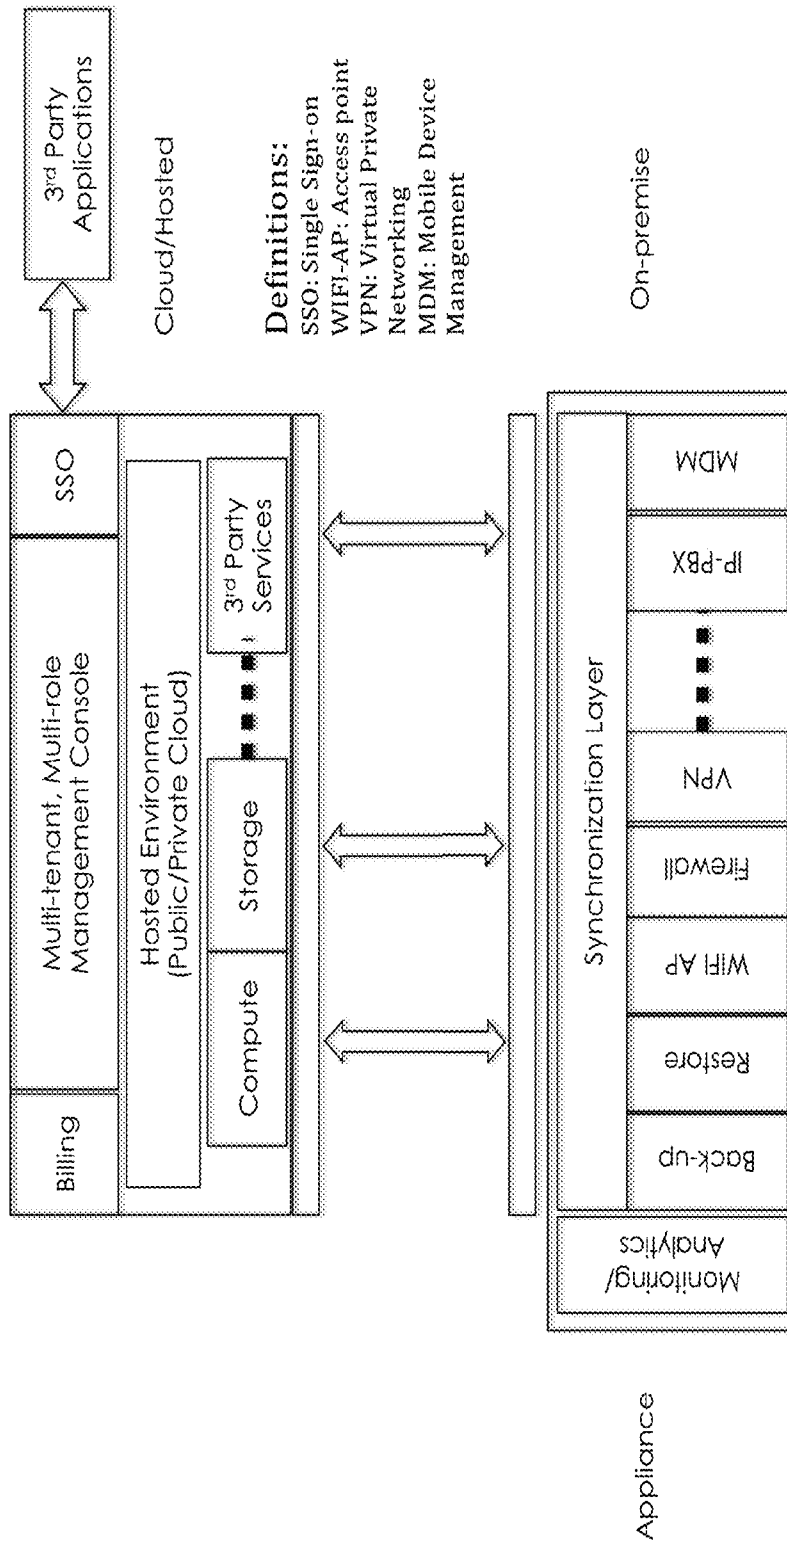 3rd Party
Applications
SSO
Multi-tenant, Multi-role
Management Console
Billing
Cloud/Hosted
Hosted Environment
(Public/Private Cloud)
Compute
Storage
3rd Party
Services
Definitions:
SSO: Single Sign-on
WIFI-AP: Access point
VPN: Virtual Private
Networking
MDM: Mobile Device
Management
On-premise
Appliance
Synchronization Layer
Monitoring/
Analytics
Back-up
Restore
WIFI AP
Firewall
VPN
IP-PBX
MDM